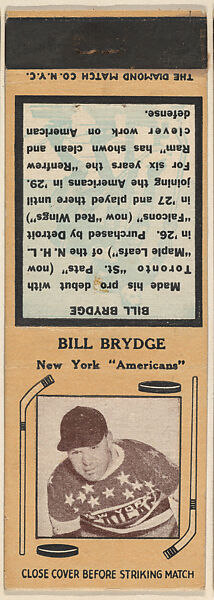 THE DIAMOND MATCH CO. N.Y.C.
BILL BRYDGE
Made his pro debut with
Toronto "St. Pats" (now
"Maple Leafs") of the N.H.L.
in '26. Purchased by Detroit
"Falcons" (now "Red Wings")
in '27 and played there until
joining the Americans in '29.
For six years the "Renfrew
Ram" has shown clean and
clever work on American
defense.
BILL BRYDGE
New York "Americans"
CLOSE COVER BEFORE STRIKING MATCH